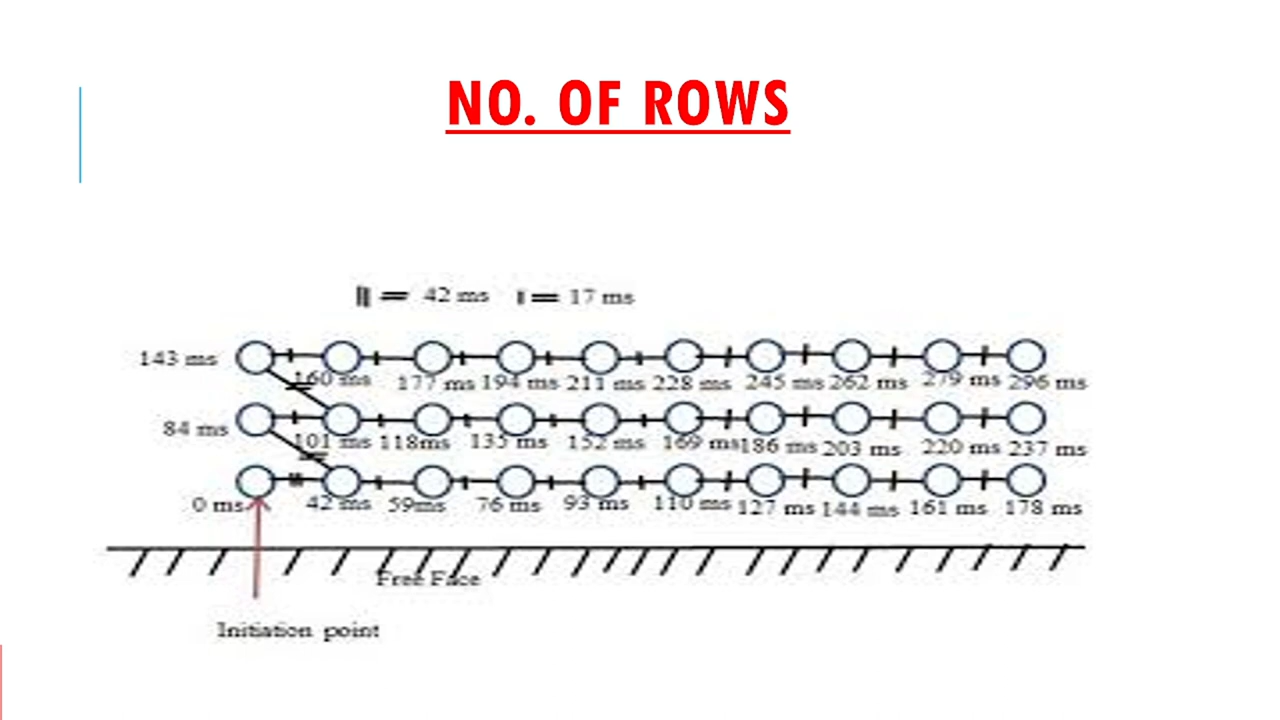 NO. OF ROWS
42 ms 17 ms
143 ms
160 ms 177 ms 194 ms 211 ms 228 ms 245 ms 262 ms 279 ms 296 ms
84 ms
101 ms 118ms 135 ms 152 ms 169 ms 186 ms 203 ms 220 ms 237 ms
0 ms 42 ms 59ms 76 ms 93 ms 110 ms 127 ms 144 ms 161 ms 178 ms
Free Face
Initiation point